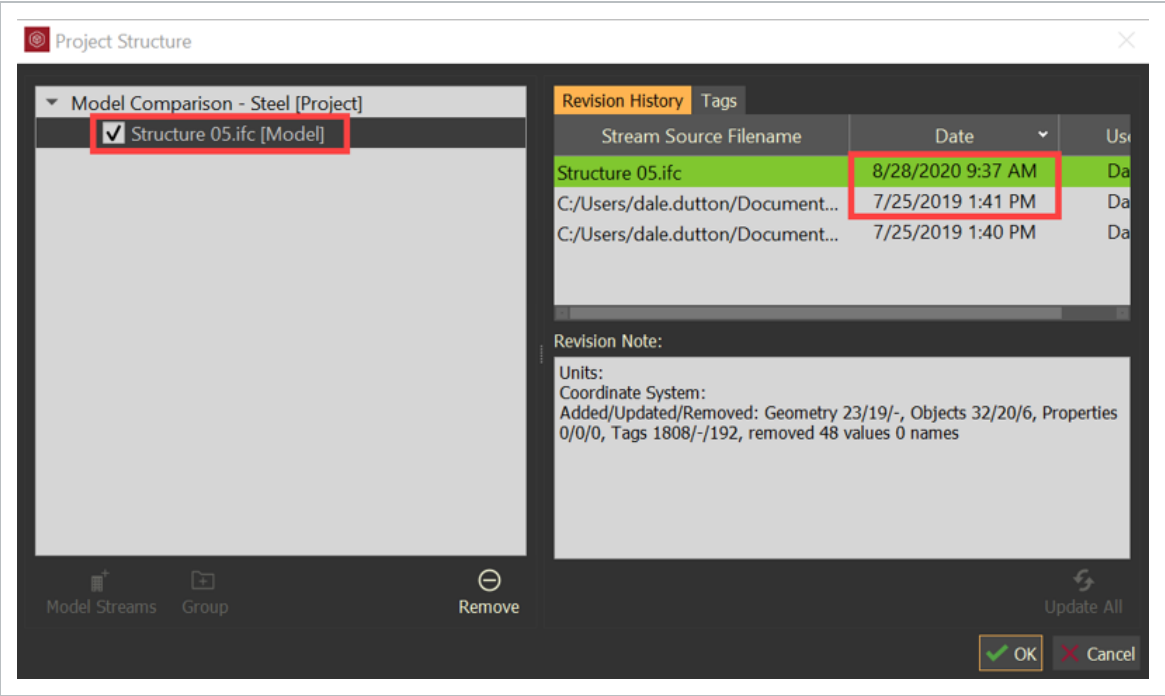 Project Structure
Model Comparison - Steel [Project]
Structure 05.ifc [Model]
Revision History Tags
Stream Source Filename Date
Structure 05.ifc 8/28/2020 9:37 AM Da
C:/Users/dale.dutton/Document... 7/25/2019 1:41 PM Da
C:/Users/dale.dutton/Document... 7/25/2019 1:40 PM Da
Revision Note:
Units:
Coordinate System:
Added/Updated/Removed: Geometry 23/19/-, Objects 32/20/6, Properties
0/0/0, Tags 1808/-/192, removed 48 values 0 names
Model Streams Group Remove
Update All
OK Cancel